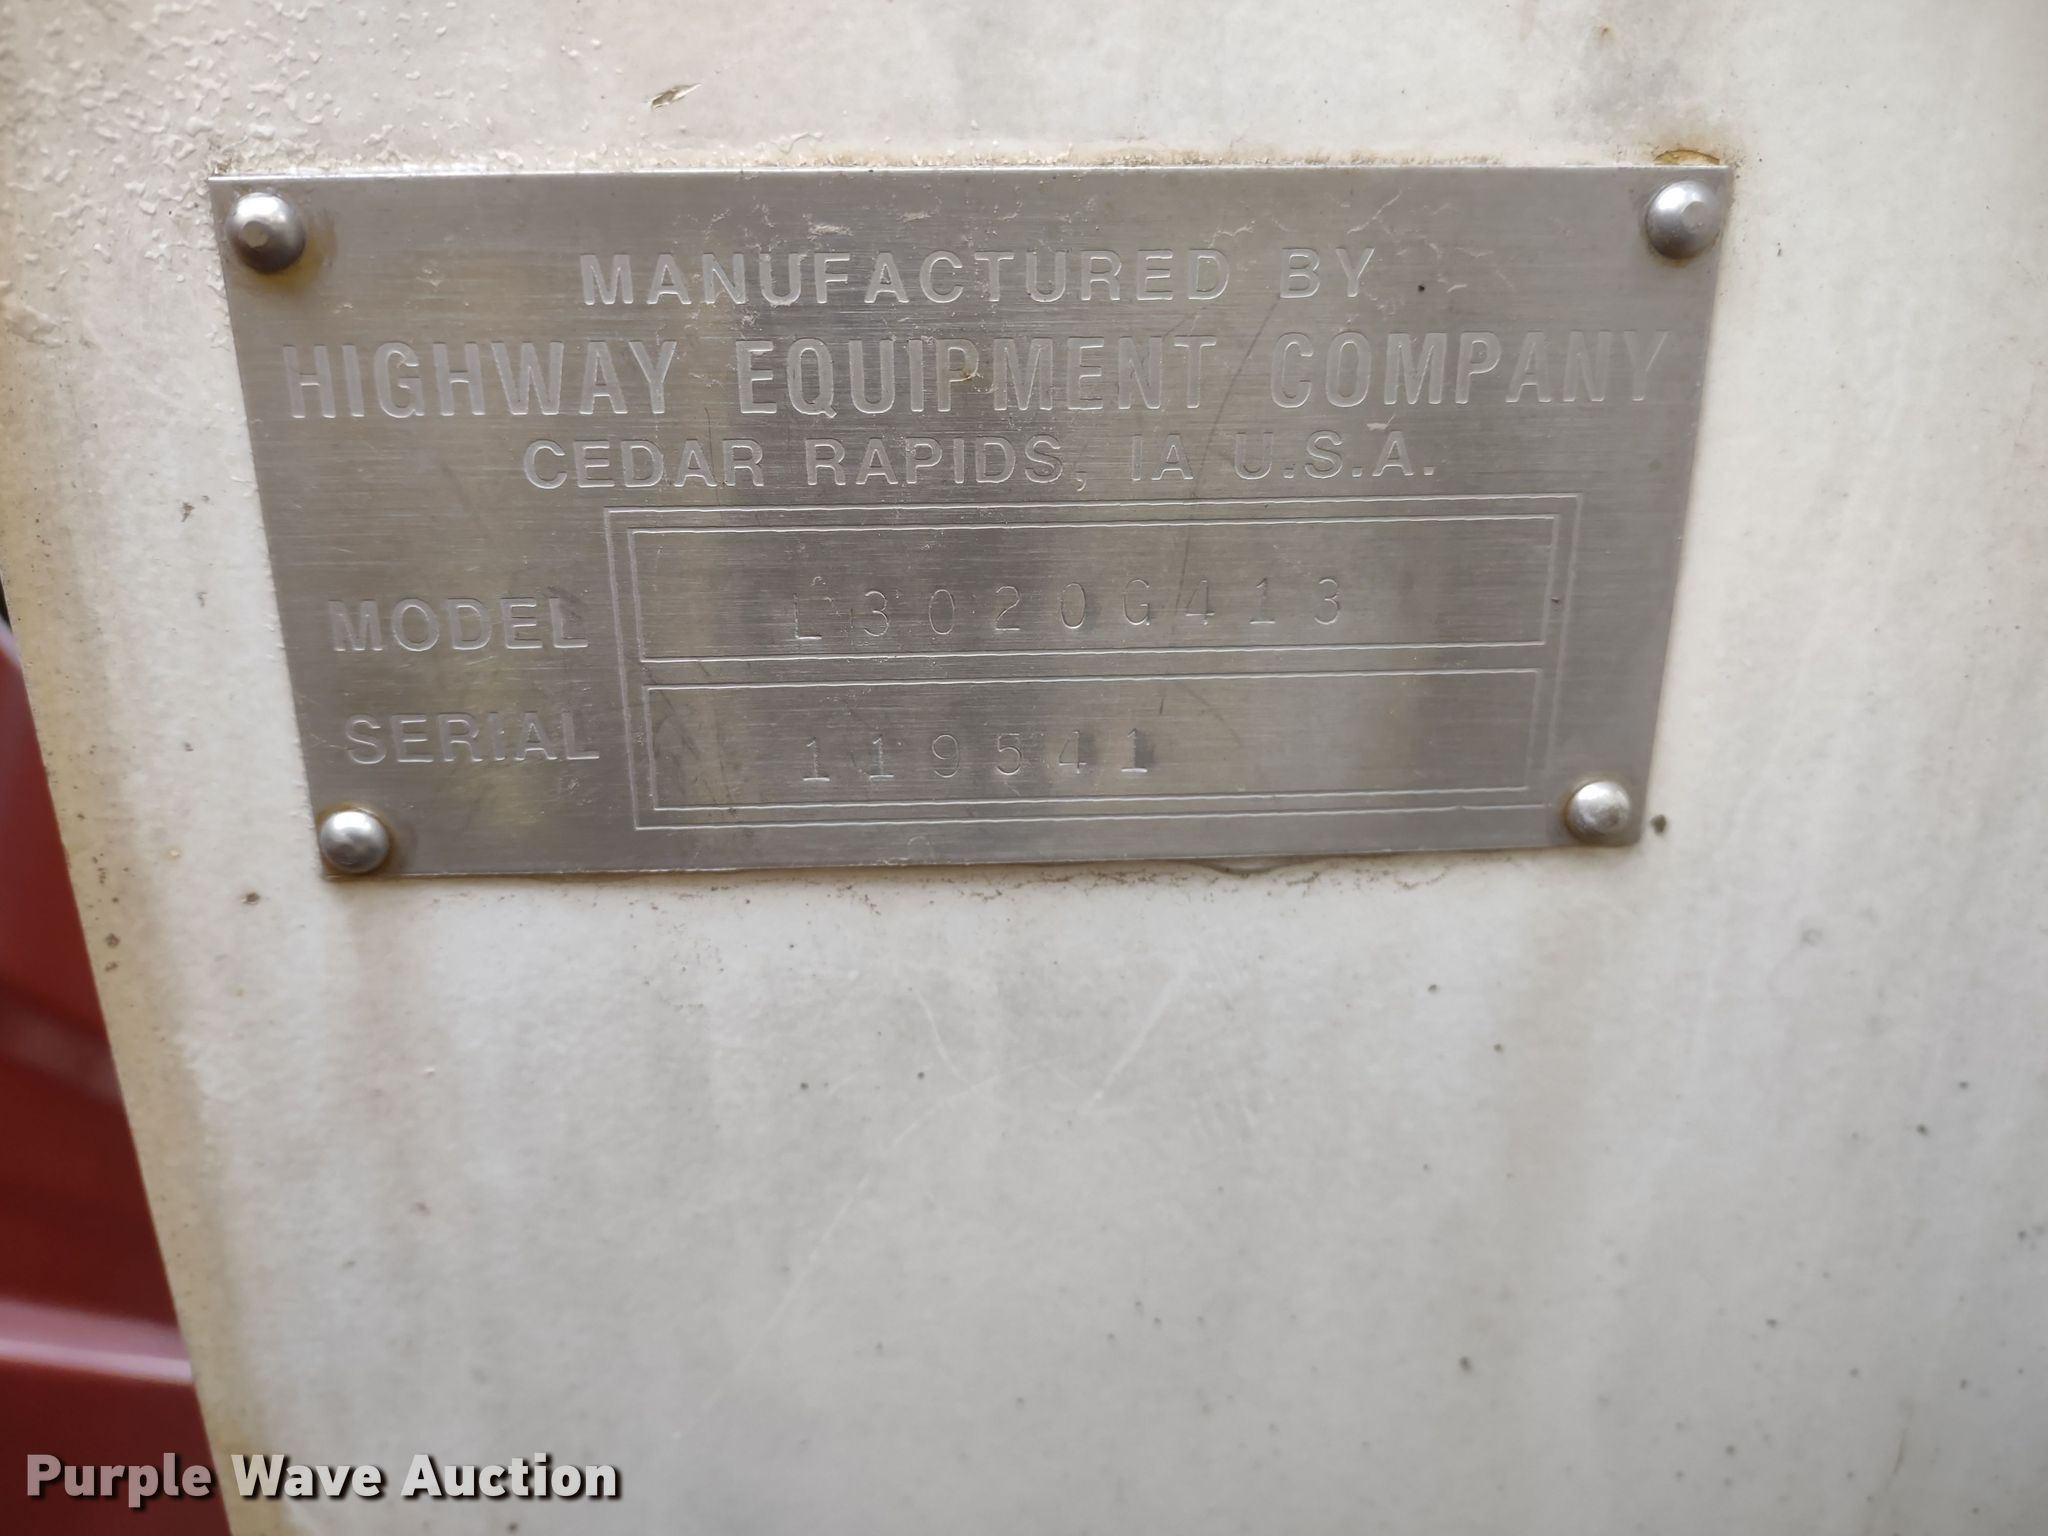 MANUFACTURED BY
HIGHWAY EQUIPMENT COMPANY
CEDAR RAPIDS, IA U.S.A.
MODEL L3020G413
SERIAL 119541
Purple Wave Auction